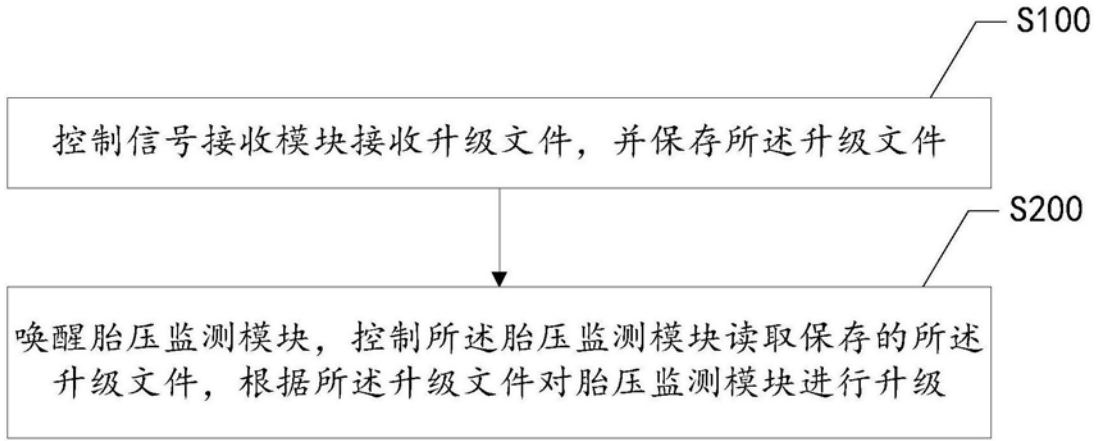 S100
控制信号接收模块接收升级文件，并保存所述升级文件
S200
唤醒胎压监测模块，控制所述胎压监测模块读取保存的所述
升级文件，根据所述升级文件对胎压监测模块进行升级